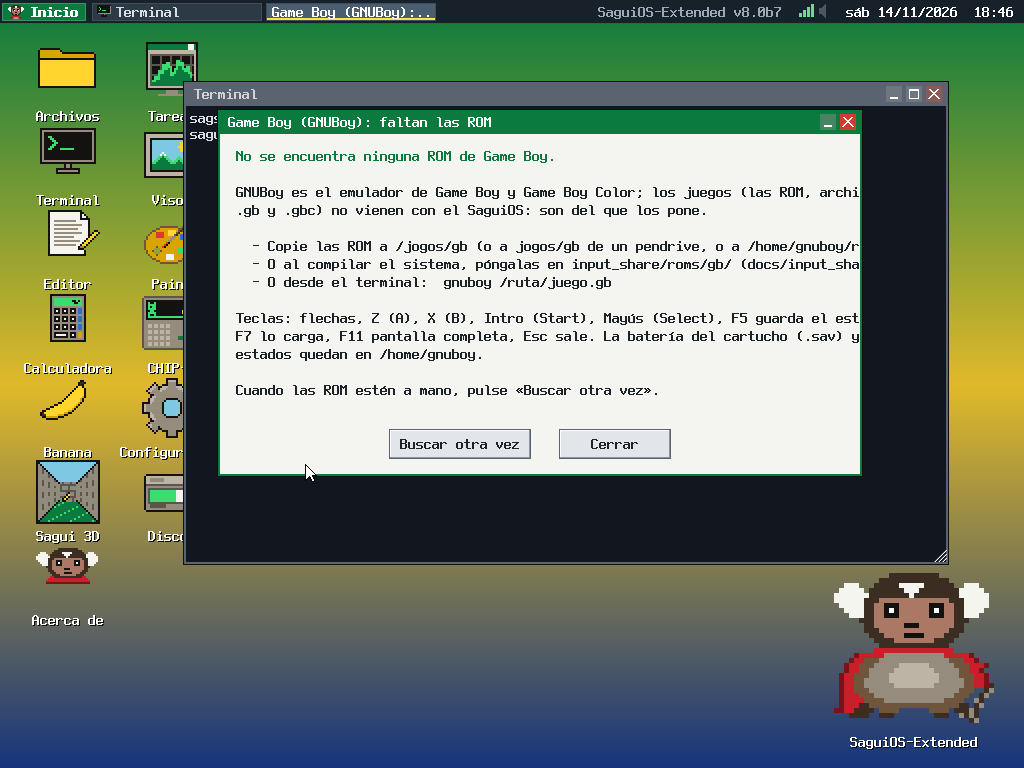 Inicio
Terminal
Game Boy (GNUBoy):..
SaguiOS-Extended v8.0b7
sáb 14/11/2026 18:46
Archivos
Terminal
Editor
Calculadora
Banana
Sagui 3D
Acerca de
Terminal
Game Boy (GNUBoy): faltan las ROM
No se encuentra ninguna ROM de Game Boy.
GNUBoy es el emulador de Game Boy y Game Boy Color; los juegos (las ROM, archi
.gb y .gbc) no vienen con el SaguiOS: son del que los pone.
- Copie las ROM a /jogos/gb (o a jogos/gb de un pendrive, o a /home/gnuboy/r
- O al compilar el sistema, póngalas en input_share/roms/gb/ (docs/input_sha
- O desde el terminal: gnuboy /ruta/juego.gb
Teclas: flechas, Z (A), X (B), Intro (Start), Mayús (Select), F5 guarda el est
F7 lo carga, F11 pantalla completa, Esc sale. La batería del cartucho (.sav) y
estados quedan en /home/gnuboy.
Cuando las ROM estén a mano, pulse «Buscar otra vez».
Buscar otra vez
Cerrar
SaguiOS-Extended